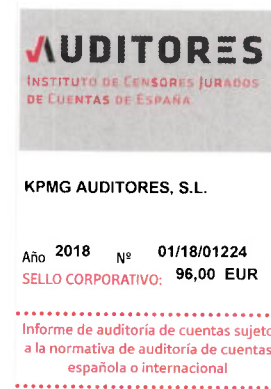 AUDITORES
INSTITUTO DE CENSORES JURADOS
DE CUENTAS DE ESPAÑA
KPMG AUDITORES, S.L.
Año 2018 Nº 01/18/01224
SELLO CORPORATIVO: 96,00 EUR
Informe de auditoría de cuentas sujeto
a la normativa de auditoría de cuentas
española o internacional